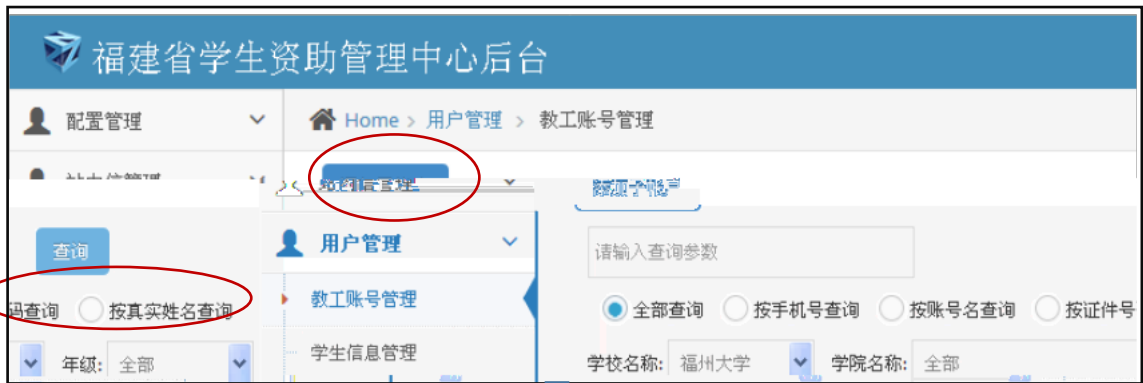 福建省学生资助管理中心后台
配置管理
Home > 用户管理 > 教工账号管理
查询
用户管理
请输入查询参数
码查询 按真实姓名查询
教工账号管理
全部查询 按手机号查询 按账号名查询 按证件号
年级: 全部
学生信息管理
学校名称: 福州大学 学院名称: 全部